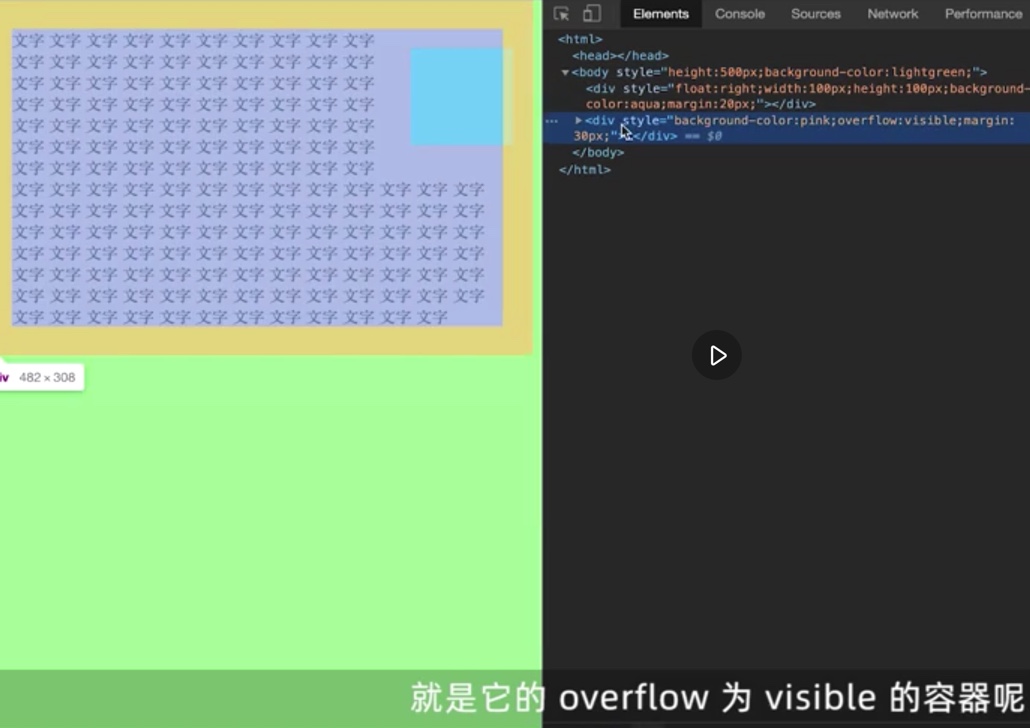 文字 文字 文字 文字 文字 文字 文字 文字 文字 文字
文字 文字 文字 文字 文字 文字 文字 文字 文字 文字
文字 文字 文字 文字 文字 文字 文字 文字 文字 文字
文字 文字 文字 文字 文字 文字 文字 文字 文字 文字
文字 文字 文字 文字 文字 文字 文字 文字 文字 文字
文字 文字 文字 文字 文字 文字 文字 文字 文字 文字
文字 文字 文字 文字 文字 文字 文字 文字 文字 文字
文字 文字 文字 文字 文字 文字 文字 文字 文字 文字 文字 文字 文字
文字 文字 文字 文字 文字 文字 文字 文字 文字 文字 文字 文字 文字
文字 文字 文字 文字 文字 文字 文字 文字 文字 文字 文字 文字 文字
文字 文字 文字 文字 文字 文字 文字 文字 文字 文字 文字 文字 文字
文字 文字 文字 文字 文字 文字 文字 文字 文字 文字 文字 文字 文字
文字 文字 文字 文字 文字 文字 文字 文字 文字 文字 文字 文字 文字
文字 文字 文字 文字 文字 文字 文字 文字 文字 文字 文字 文字
iv 482 × 308
Elements Console Sources Network Performance
<html>
<head></head>
<body style="height:500px;background-color:lightgreen;">
<div style="float:right;width:100px;height:100px;background-
color:aqua;margin:20px;"></div>
<div style="background-color:pink;overflow:visible;margin:
30px;">…</div> == $0
</body>
</html>
就是它的 overflow 为 visible 的容器呢